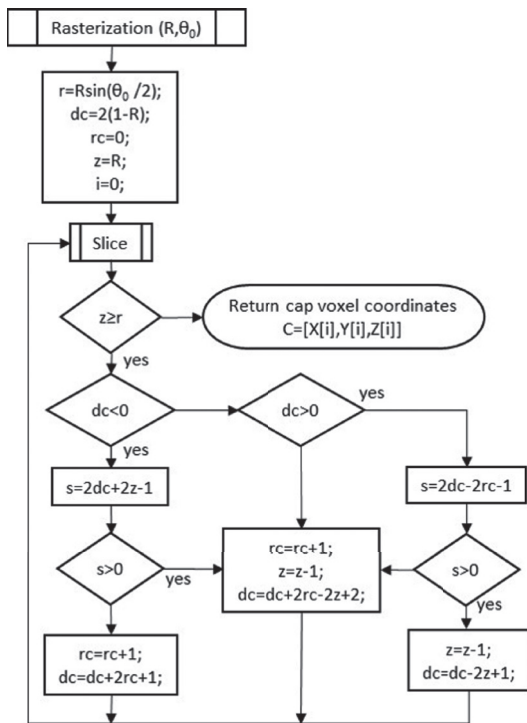 Rasterization (R,θ₀)
r=Rsin(θ₀ /2);
dc=2(1-R);
rc=0;
z=R;
i=0;
Slice
z≥r
Return cap voxel coordinates
C=[X[i],Y[i],Z[i]]
yes
dc<0
dc>0
yes
yes
s=2dc+2z-1
s=2dc-2rc-1
s>0
yes
rc=rc+1;
z=z-1;
dc=dc+2rc-2z+2;
s>0
yes
rc=rc+1;
dc=dc+2rc+1;
z=z-1;
dc=dc-2z+1;